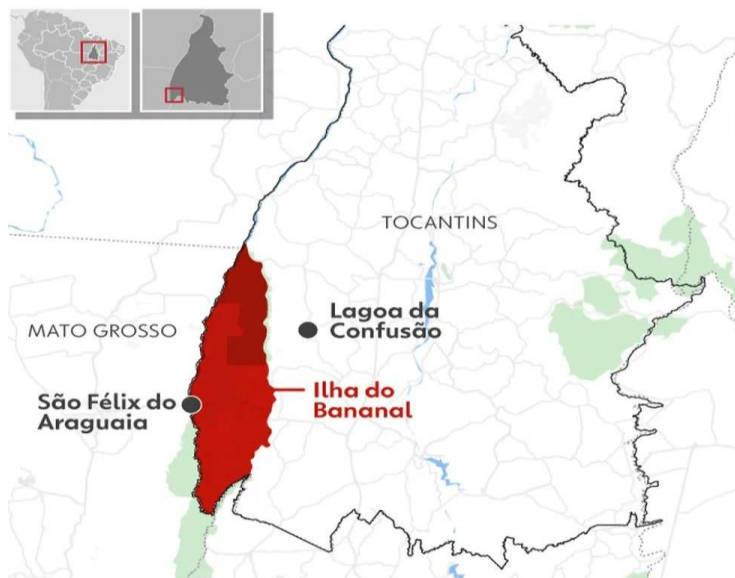 TOCANTINS
Lagoa da
Confusão
MATO GROSSO
Ilha do
Bananal
São Félix do
Araguaia